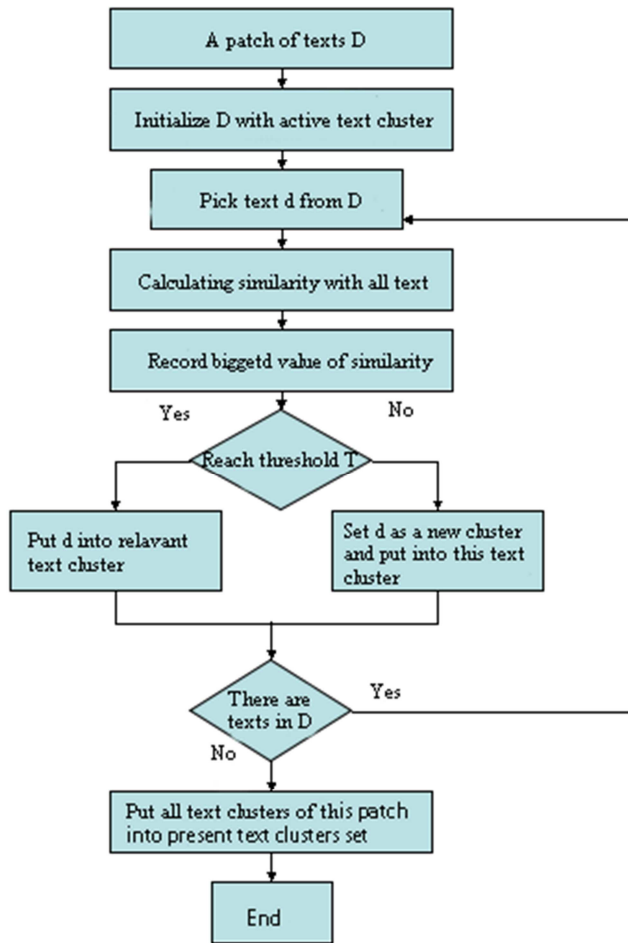 A patch of texts D
Initialize D with active text cluster
Pick text d from D
Calculating similarity with all text
Record biggetd value of similarity
Yes
No
Reach threshold T
Put d into relavant
text cluster
Set d as a new cluster
and put into this text
cluster
There are
texts in D
Yes
No
Put all text clusters of this patch
into present text clusters set
End